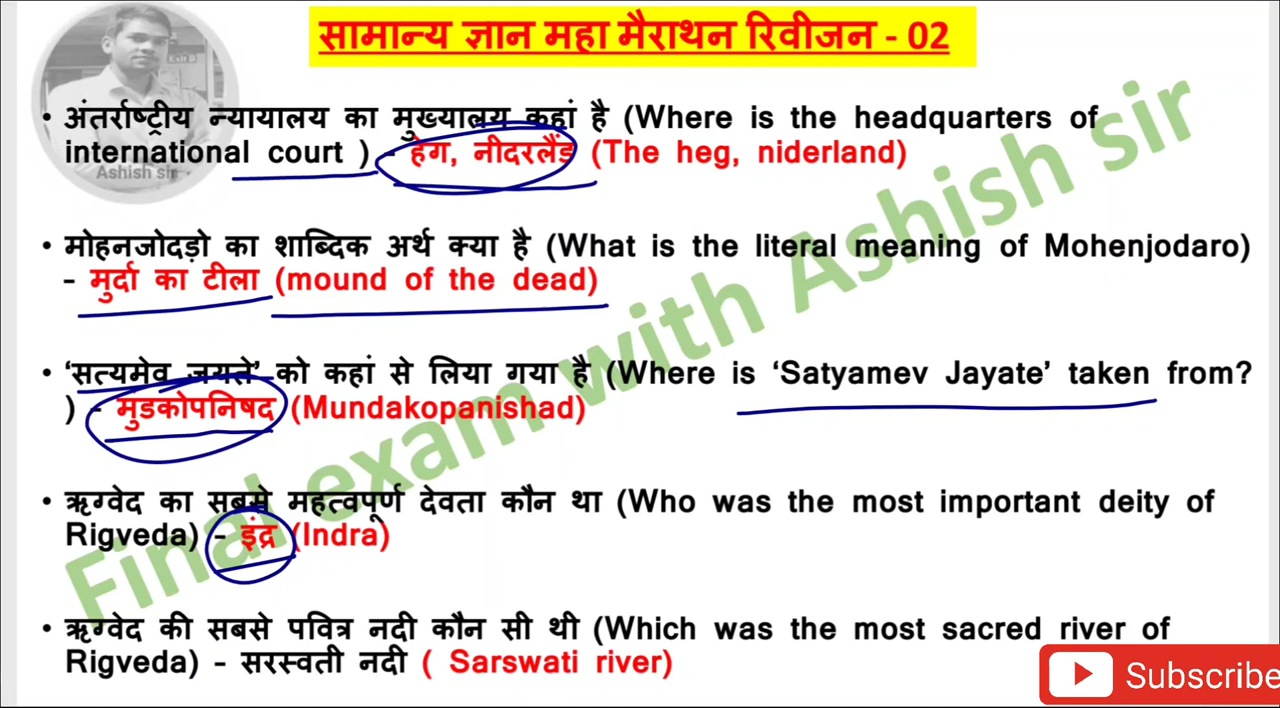 सामान्य ज्ञान महा मैराथन रिवीजन - 02
• अंतर्राष्ट्रीय न्यायालय का मुख्यालय कहां है (Where is the headquarters of
international court ) - हेग, नीदरलैंड (The heg, niderland)
Ashish sir
• मोहनजोदड़ो का शाब्दिक अर्थ क्या है (What is the literal meaning of Mohenjodaro)
– मुर्दा का टीला (mound of the dead)
• ‘सत्यमेव जयते’ को कहां से लिया गया है (Where is ‘Satyamev Jayate’ taken from?
) – मुडकोपनिषद (Mundakopanishad)
• ऋग्वेद का सबसे महत्वपूर्ण देवता कौन था (Who was the most important deity of
Rigveda) – इंद्र (Indra)
• ऋग्वेद की सबसे पवित्र नदी कौन सी थी (Which was the most sacred river of
Rigveda) – सरस्वती नदी ( Sarswati river)
Final exam with Ashish sir
Subscribe